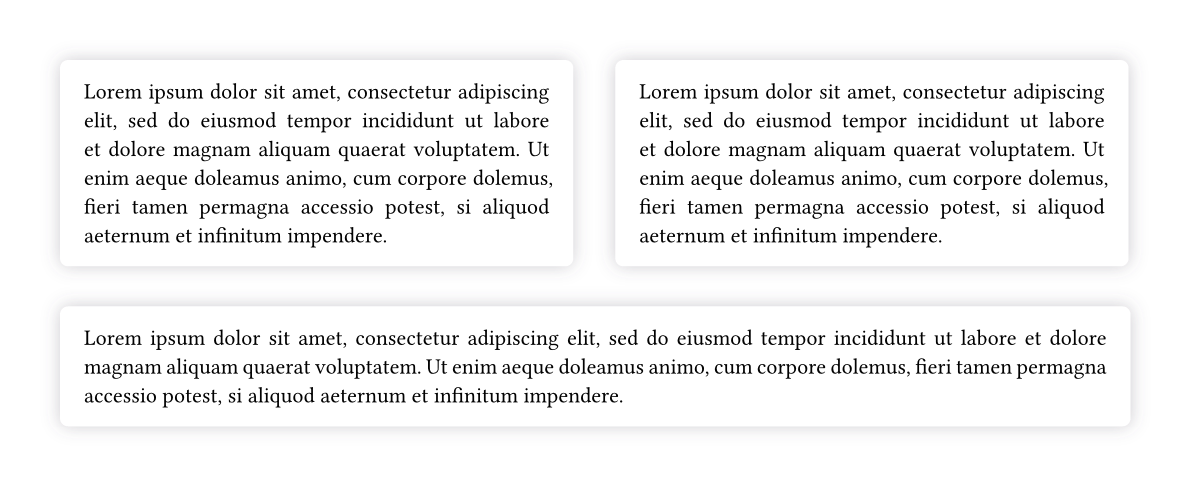 Lorem ipsum dolor sit amet, consectetur adipiscing
elit, sed do eiusmod tempor incididunt ut labore
et dolore magnam aliquam quaerat voluptatem. Ut
enim aeque doleamus animo, cum corpore dolemus,
fieri tamen permagna accessio potest, si aliquod
aeternum et infinitum impendere.
Lorem ipsum dolor sit amet, consectetur adipiscing
elit, sed do eiusmod tempor incididunt ut labore
et dolore magnam aliquam quaerat voluptatem. Ut
enim aeque doleamus animo, cum corpore dolemus,
fieri tamen permagna accessio potest, si aliquod
aeternum et infinitum impendere.
Lorem ipsum dolor sit amet, consectetur adipiscing elit, sed do eiusmod tempor incididunt ut labore et dolore
magnam aliquam quaerat voluptatem. Ut enim aeque doleamus animo, cum corpore dolemus, fieri tamen permagna
accessio potest, si aliquod aeternum et infinitum impendere.